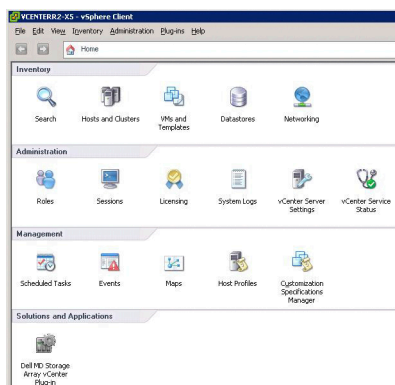 VCENTERR2-X5 - vSphere Client
File Edit View Inventory Administration Plug-ins Help
Home
Inventory
Search
Hosts and Clusters
VMs and Templates
Datastores
Networking
Administration
Roles
Sessions
Licensing
System Logs
vCenter Server Settings
vCenter Service Status
Management
Scheduled Tasks
Events
Maps
Host Profiles
Customization Specifications Manager
Solutions and Applications
Dell MD Storage Array vCenter Plug-in